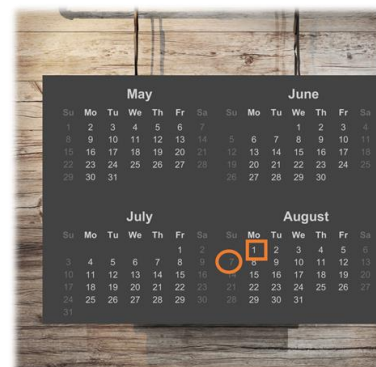 May
Su Mo Tu We Th Fr Sa
1 2 3 4 5 6 7
8 9 10 11 12 13 14
15 16 17 18 19 20 21
22 23 24 25 26 27 28
29 30 31
June
Su Mo Tu We Th Fr Sa
1 2 3 4
5 6 7 8 9 10 11
12 13 14 15 16 17 18
19 20 21 22 23 24 25
26 27 28 29 30
July
Su Mo Tu We Th Fr Sa
1 2
3 4 5 6 7 8 9
10 11 12 13 14 15 16
17 18 19 20 21 22 23
24 25 26 27 28 29 30
31
August
Su Mo Tu We Th Fr Sa
1 2 3 4 5 6
7 8 9 10 11 12 13
14 15 16 17 18 19 20
21 22 23 24 25 26 27
28 29 30 31